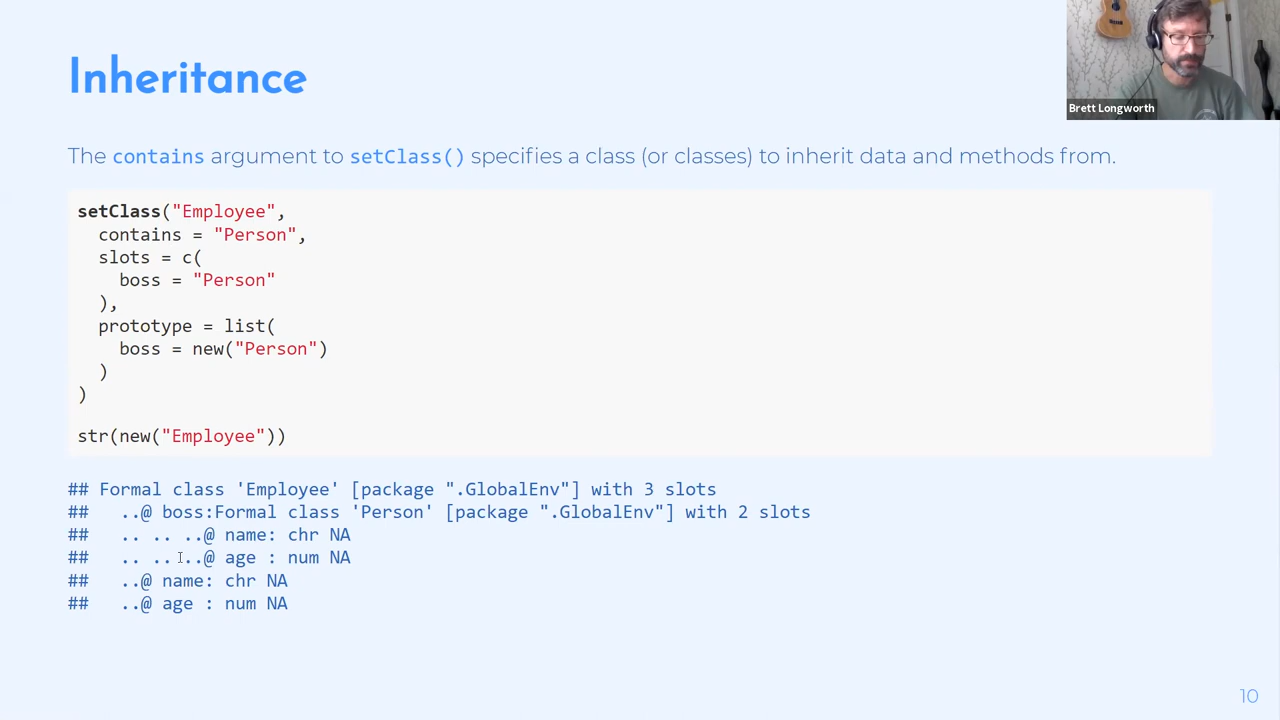 Inheritance
Brett Longworth
The contains argument to setClass() specifies a class (or classes) to inherit data and methods from.
setClass("Employee",
  contains = "Person",
  slots = c(
    boss = "Person"
  ),
  prototype = list(
    boss = new("Person")
  )
)
str(new("Employee"))
## Formal class 'Employee' [package ".GlobalEnv"] with 3 slots
##   ..@ boss:Formal class 'Person' [package ".GlobalEnv"] with 2 slots
##   .. .. ..@ name: chr NA
##   .. .. ..@ age : num NA
##   ..@ name: chr NA
##   ..@ age : num NA
10